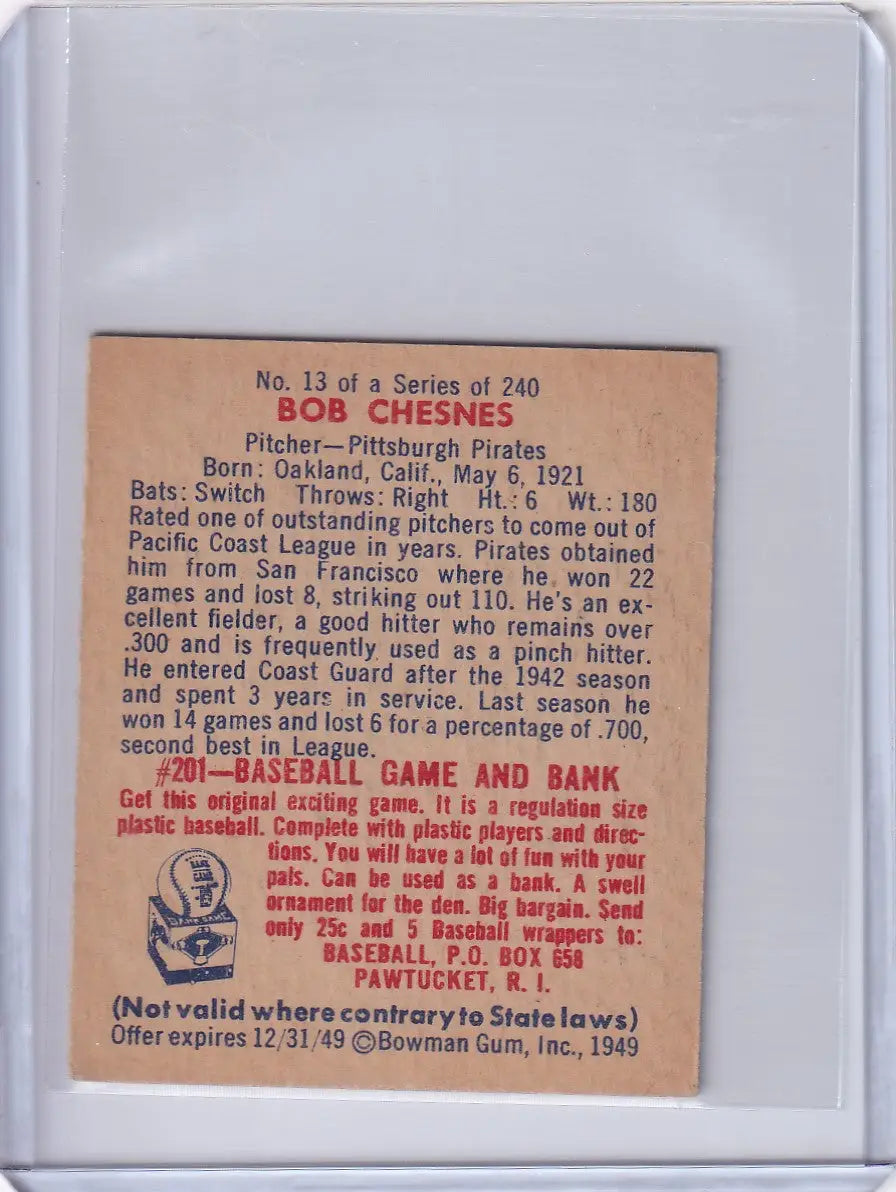 No. 13 of a Series of 240
BOB CHESNES
Pitcher—Pittsburgh Pirates
Born: Oakland, Calif., May 6, 1921
Bats: Switch Throws: Right Ht.: 6 Wt.: 180
Rated one of outstanding pitchers to come out of
Pacific Coast League in years. Pirates obtained
him from San Francisco where he won 22
games and lost 8, striking out 110. He's an ex-
cellent fielder, a good hitter who remains over
.300 and is frequently used as a pinch hitter.
He entered Coast Guard after the 1942 season
and spent 3 years in service. Last season he
won 14 games and lost 6 for a percentage of .700,
second best in League.
#201—BASEBALL GAME AND BANK
Get this original exciting game. It is a regulation size
plastic baseball. Complete with plastic players and direc-
tions. You will have a lot of fun with your
pals. Can be used as a bank. A swell
ornament for the den. Big bargain. Send
only 25c and 5 Baseball wrappers to:
BASEBALL, P.O. BOX 658
PAWTUCKET, R. I.
(Not valid where contrary to State laws)
Offer expires 12/31/49 ©Bowman Gum, Inc., 1949